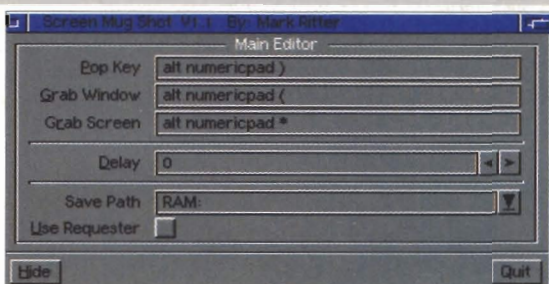 Screen Mug Shot V1.1 By: Mark Ritter
Main Editor
Pop Key alt numericpad )
Grab Window alt numericpad (
Grab Screen alt numericpad *
Delay 0
Save Path RAM:
Use Requester
Hide Quit